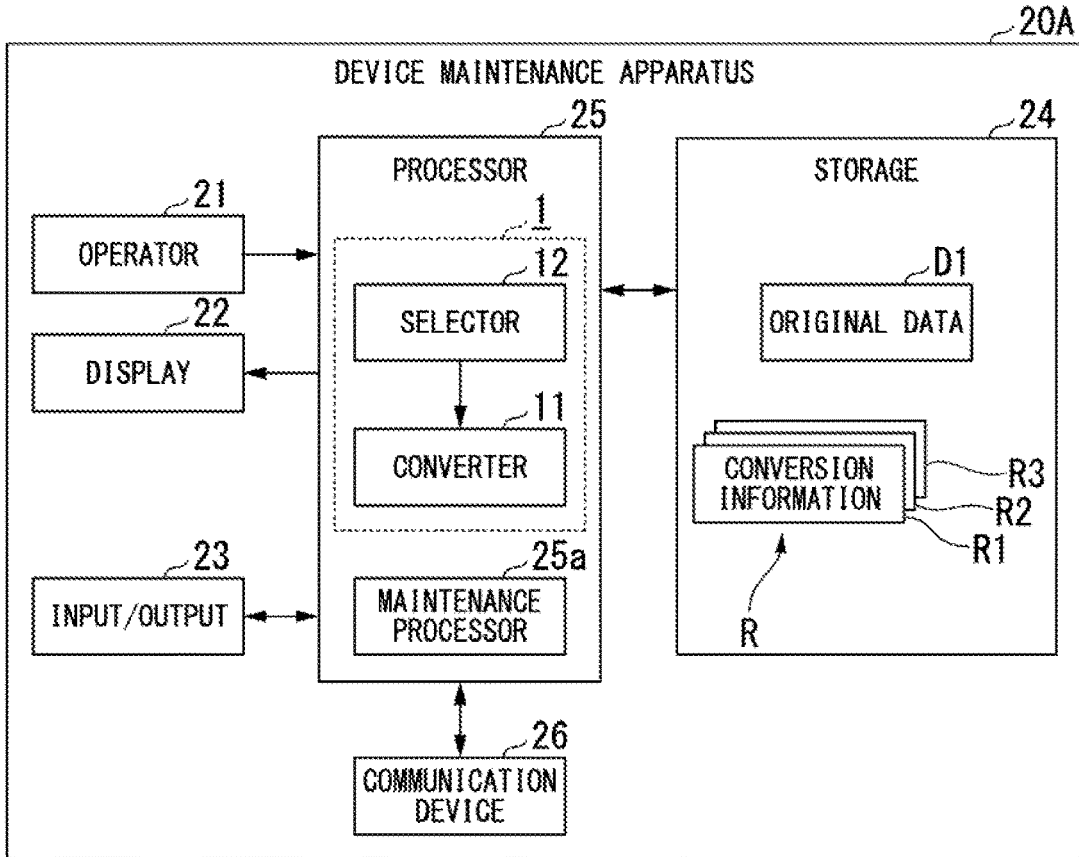 20A
DEVICE MAINTENANCE APPARATUS
25
PROCESSOR
24
STORAGE
21
OPERATOR
1
12
SELECTOR
D1
ORIGINAL DATA
22
DISPLAY
11
CONVERTER
CONVERSION
INFORMATION
R3
R2
R1
R
23
INPUT/OUTPUT
25a
MAINTENANCE
PROCESSOR
26
COMMUNICATION
DEVICE